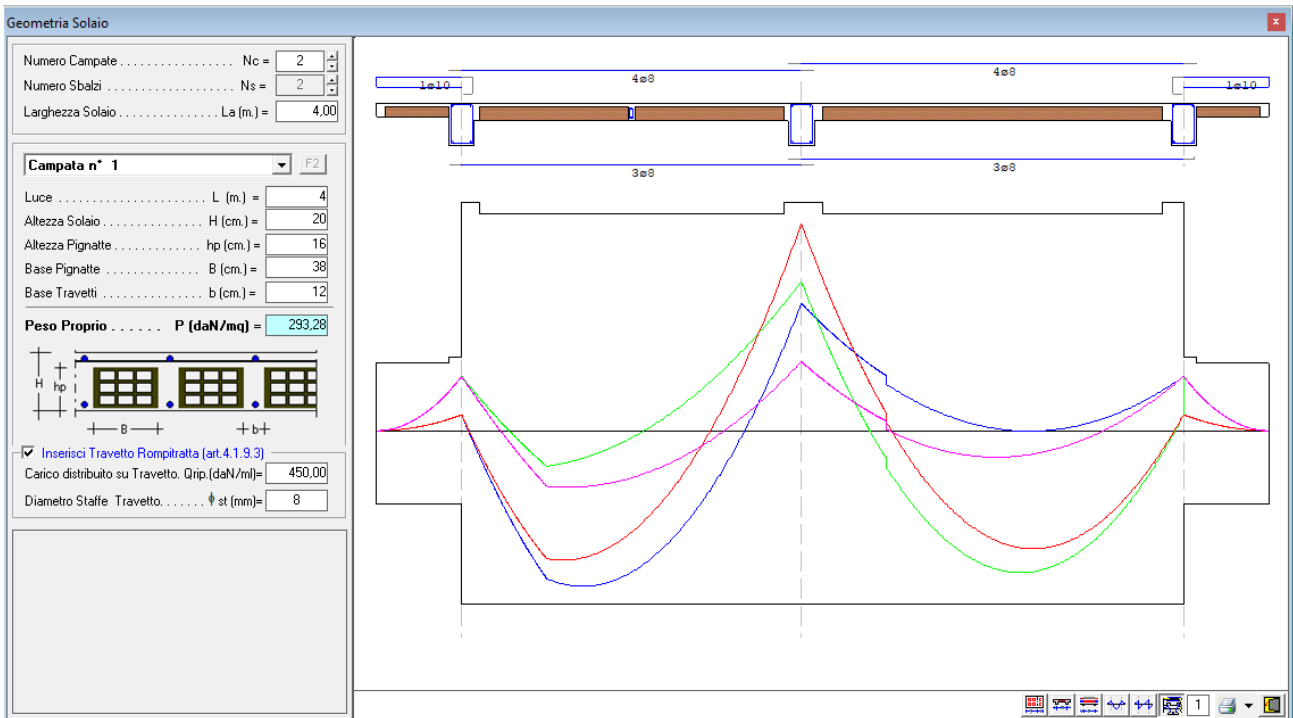 Geometria Solaio
x
Numero Campate . . . . . . . . . . . . . . . . . Nc = 2
Numero Sbalzi . . . . . . . . . . . . . . . . . . . Ns = 2
Larghezza Solaio . . . . . . . . . . . . . La (m.) = 4,00
Campata n° 1 F2
Luce . . . . . . . . . . . . . . . . . . . . . . L (m.) = 4
Altezza Solaio . . . . . . . . . . . . . . . H (cm.) = 20
Altezza Pignatte . . . . . . . . . . . . . hp (cm.) = 16
Base Pignatte . . . . . . . . . . . . . . B (cm.) = 38
Base Travetti . . . . . . . . . . . . . . . b (cm.) = 12
Peso Proprio . . . . . . P (daN/mq) = 293,28
H hp
B b
Inserisci Travetto Rompitratta (art.4.1.9.3)
Carico distribuito su Travetto. Qrip.(daN/ml)= 450,00
Diametro Staffe Travetto. . . . . . . ϕ st (mm)= 8
1ø10 4ø8 4ø8 1ø10
3ø8 3ø8
1